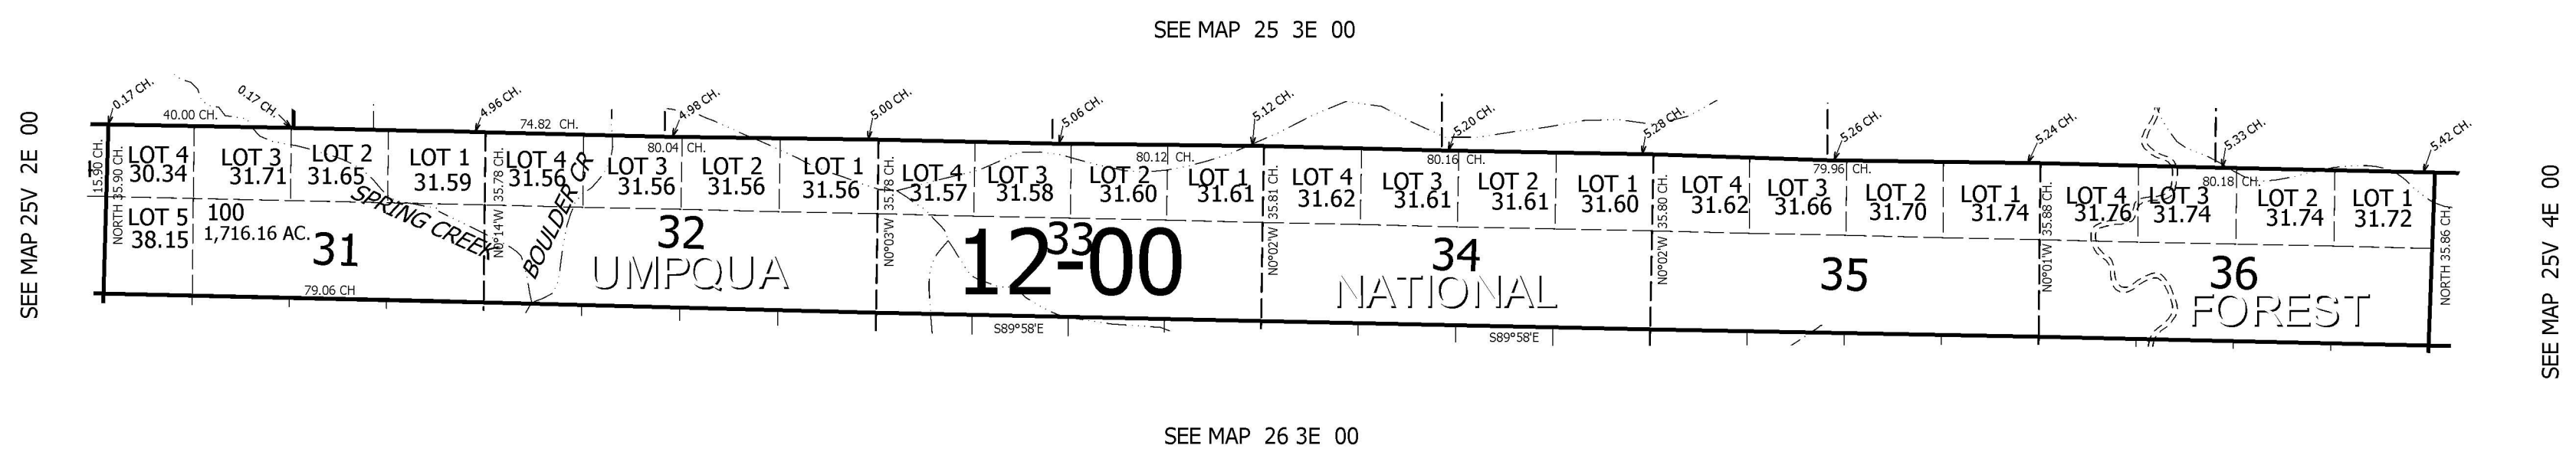 SEE MAP 25 3E 00
SEE MAP 25V 2E 00
0.17 CH.
40.00 CH.
0.17 CH.
4.96 CH.
74.82 CH.
4.98 CH.
5.00 CH.
5.06 CH.
5.12 CH.
5.20 CH.
5.28 CH.
5.26 CH.
5.24 CH.
5.33 CH.
5.42 CH.
15.90 CH.
NORTH 35.90 CH.
LOT 4
30.34
LOT 3
31.71
LOT 2
31.65
LOT 1
31.59
LOT 5
38.15
100
1,716.16 AC.
31
SPRING CREEK
79.06 CH
N0°14'W 35.78 CH.
LOT 4
31.56
BOULDER CR
80.04 CH.
LOT 3
31.56
LOT 2
31.56
LOT 1
31.56
32
UMPQUA
N0°03'W 35.78 CH.
80.12 CH.
LOT 4
31.57
LOT 3
31.58
LOT 2
31.60
LOT 1
31.61
33
12-00
S89°58'E
N0°02'W 35.81 CH.
80.16 CH.
LOT 4
31.62
LOT 3
31.61
LOT 2
31.61
LOT 1
31.60
34
NATIONAL
S89°58'E
N0°02'W 35.80 CH.
79.96 CH.
LOT 4
31.62
LOT 3
31.66
LOT 2
31.70
LOT 1
31.74
35
N0°01'W 35.88 CH.
80.18 CH.
LOT 4
31.76
LOT 3
31.74
LOT 2
31.74
LOT 1
31.72
36
FOREST
NORTH 35.86 CH.
SEE MAP 25V 4E 00
SEE MAP 26 3E 00